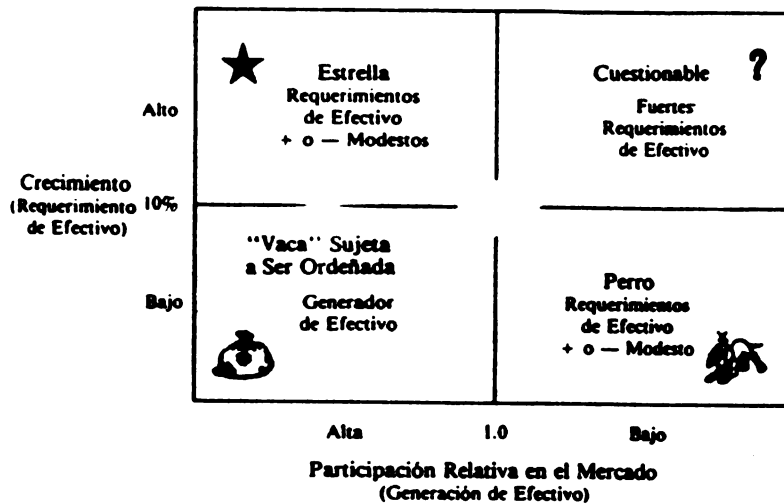 Estrella
Requerimientos
de Efectivo
+ o — Modestos
Cuestionable
?
Fuertes
Requerimientos
de Efectivo
Alto
Crecimiento
(Requerimiento
de Efectivo)
10%
"Vaca" Sujeta
a Ser Ordeñada
Generador
de Efectivo
Perro
Requerimientos
de Efectivo
+ o — Modesto
Bajo
Alta
1.0
Bajo
Participación Relativa en el Mercado
(Generación de Efectivo)